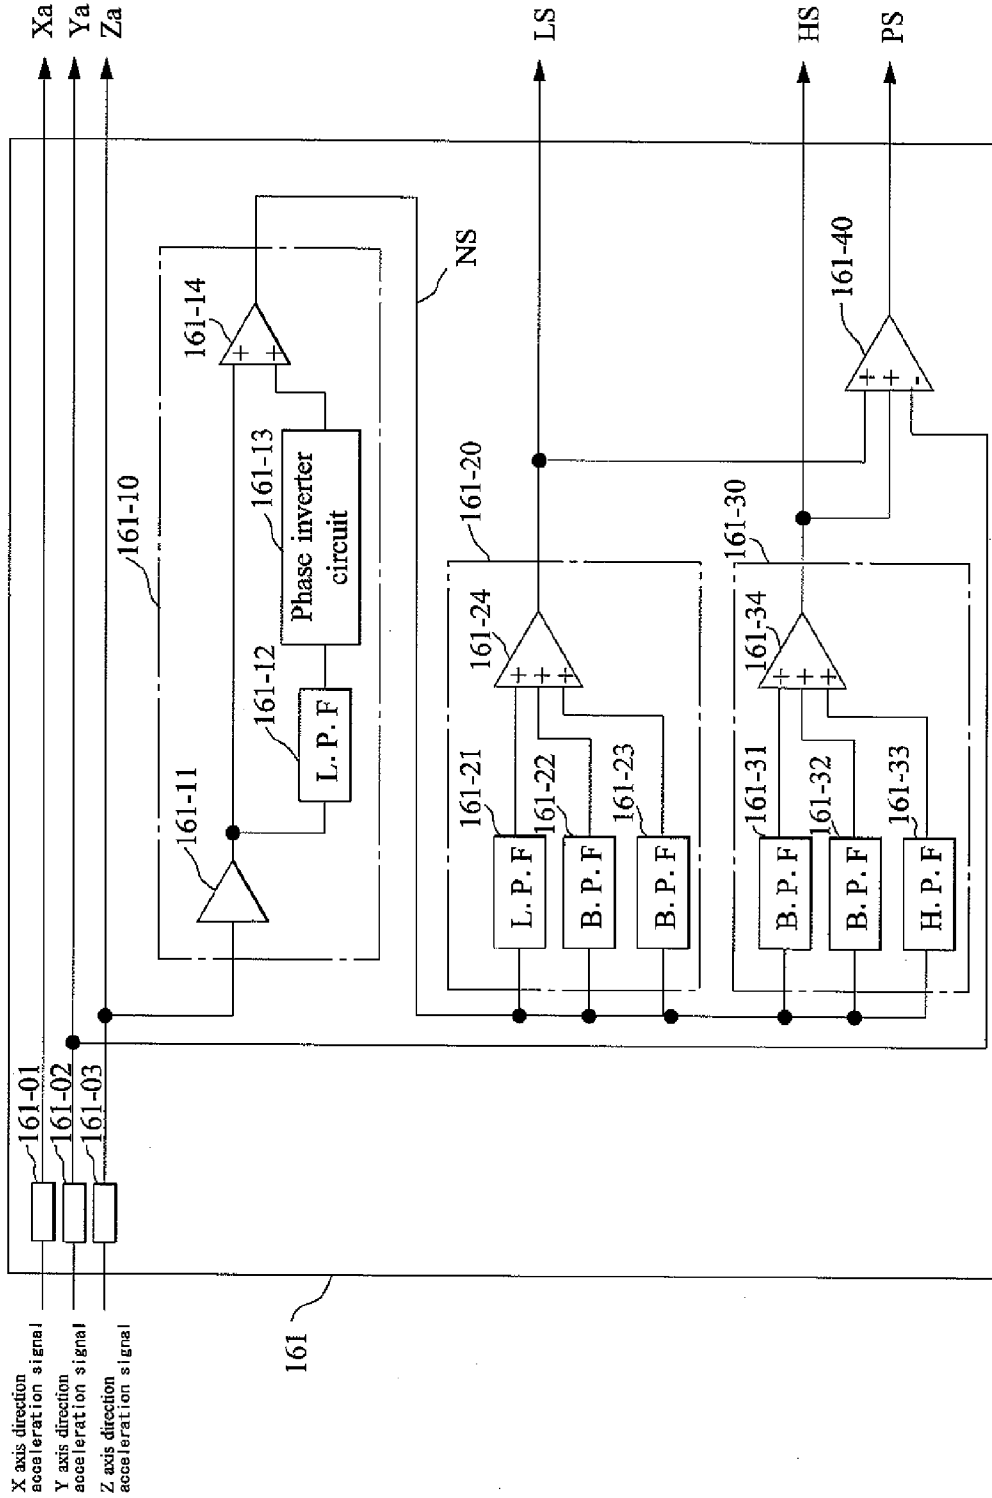 X axis direction
acceleration signal
Y axis direction
acceleration signal
Z axis direction
acceleration signal
161
161-01
161-02
161-03
Xa
Ya
Za
161-10
161-11
161-12
L. P. F
161-13
Phase inverter
circuit
161-14
+
+
NS
161-20
161-21
L. P. F
161-22
B. P. F
161-23
B. P. F
161-24
+
+
+
LS
161-30
161-31
B. P. F
161-32
B. P. F
161-33
H. P. F
161-34
+
+
+
HS
161-40
+
+
-
PS